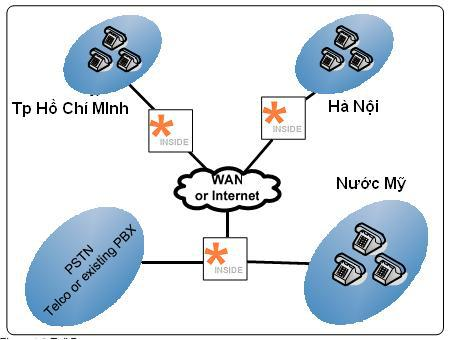 Tp Hồ Chí MInh
Hà Nội
INSIDE
INSIDE
WAN
or Internet
Nước Mỹ
PSTN
Telco or existing PBX
INSIDE